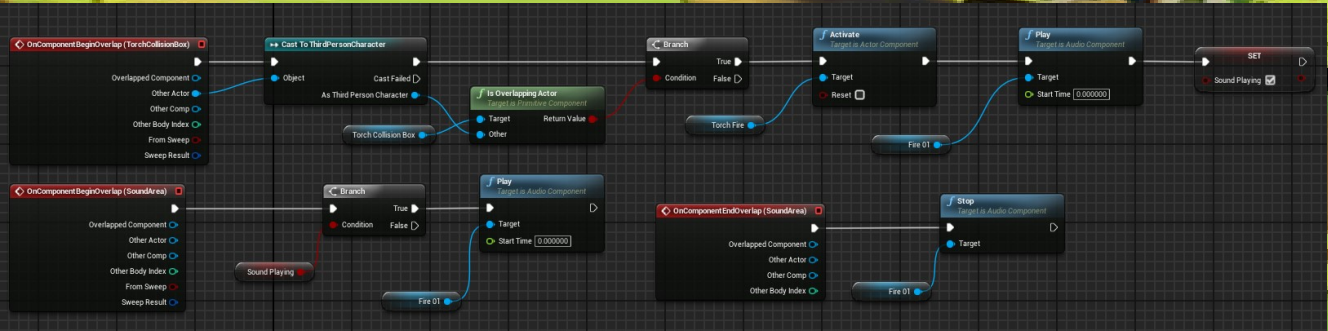 OnComponentBeginOverlap (TorchCollisionBox)
Overlapped Component
Other Actor
Other Comp
Other Body Index
From Sweep
Sweep Result
Cast To ThirdPersonCharacter
Object
Cast Failed
As Third Person Character
Torch Collision Box
Is Overlapping Actor
Target is Primitive Component
Target
Return Value
Other
Branch
True
Condition
False
Torch Fire
Activate
Target is Actor Component
Target
Reset
Fire 01
Play
Target is Audio Component
Target
Start Time 0.000000
SET
Sound Playing
OnComponentBeginOverlap (SoundArea)
Overlapped Component
Other Actor
Other Comp
Other Body Index
From Sweep
Sweep Result
Sound Playing
Branch
True
Condition
False
Fire 01
Play
Target is Audio Component
Target
Start Time 0.000000
OnComponentEndOverlap (SoundArea)
Overlapped Component
Other Actor
Other Comp
Other Body Index
Fire 01
Stop
Target is Audio Component
Target